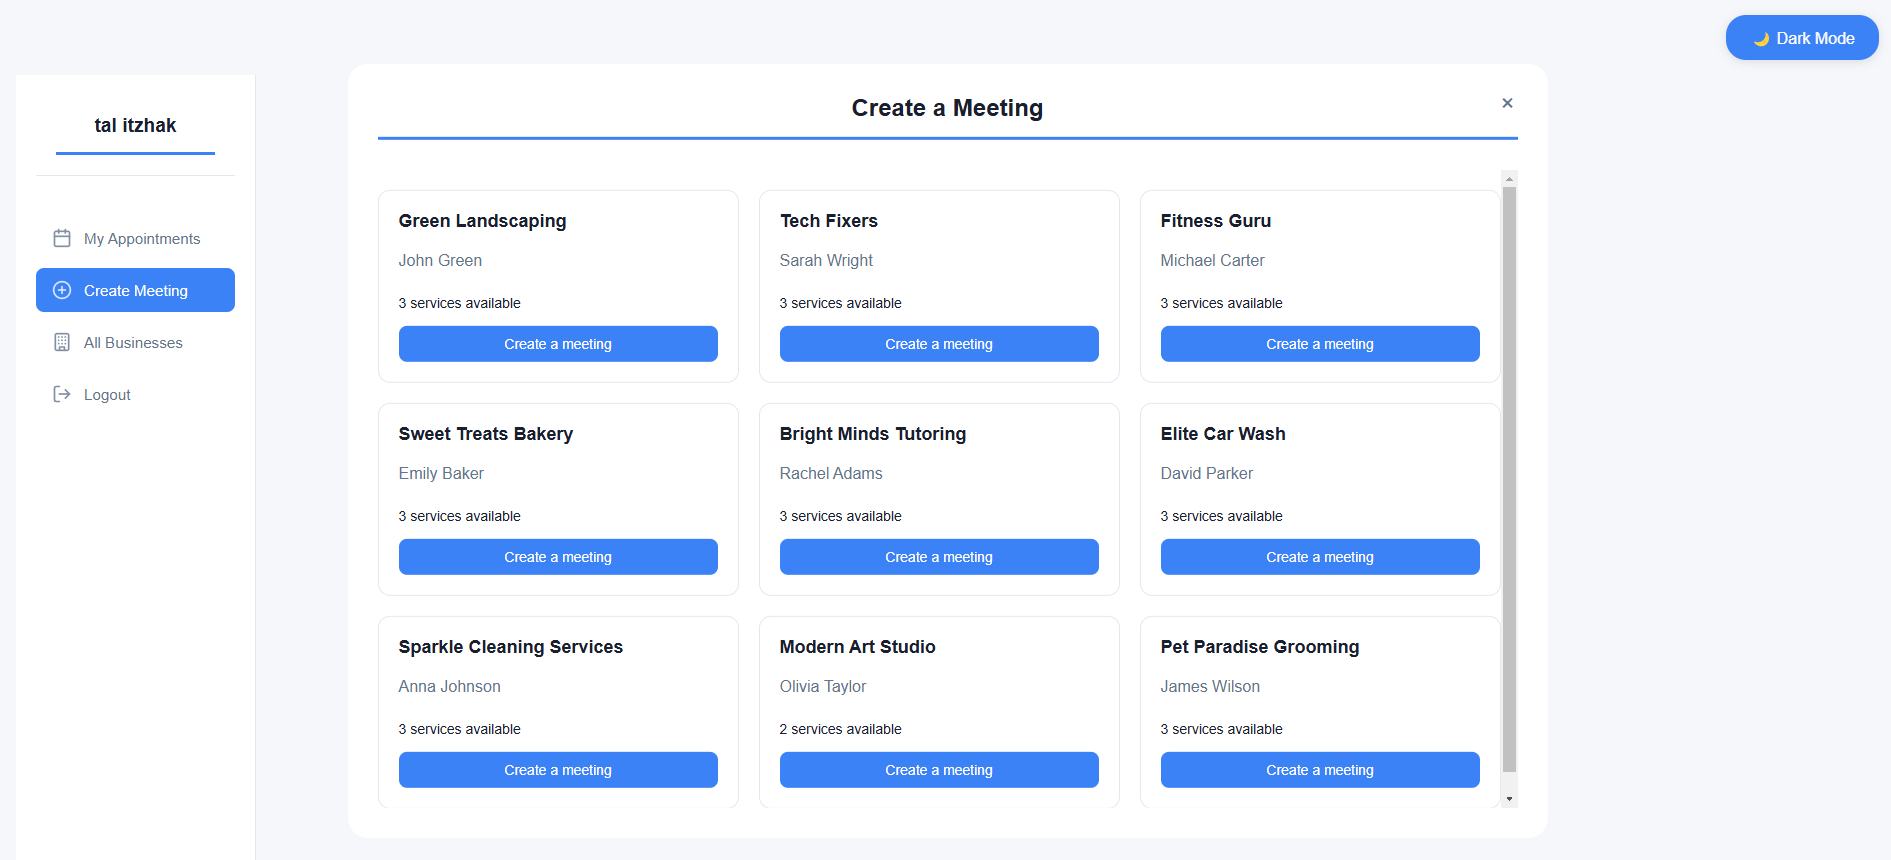 Dark Mode
tal itzhak
My Appointments
Create Meeting
All Businesses
Logout
Create a Meeting
×
Green Landscaping
John Green
3 services available
Create a meeting
Tech Fixers
Sarah Wright
3 services available
Create a meeting
Fitness Guru
Michael Carter
3 services available
Create a meeting
Sweet Treats Bakery
Emily Baker
3 services available
Create a meeting
Bright Minds Tutoring
Rachel Adams
3 services available
Create a meeting
Elite Car Wash
David Parker
3 services available
Create a meeting
Sparkle Cleaning Services
Anna Johnson
3 services available
Create a meeting
Modern Art Studio
Olivia Taylor
2 services available
Create a meeting
Pet Paradise Grooming
James Wilson
3 services available
Create a meeting